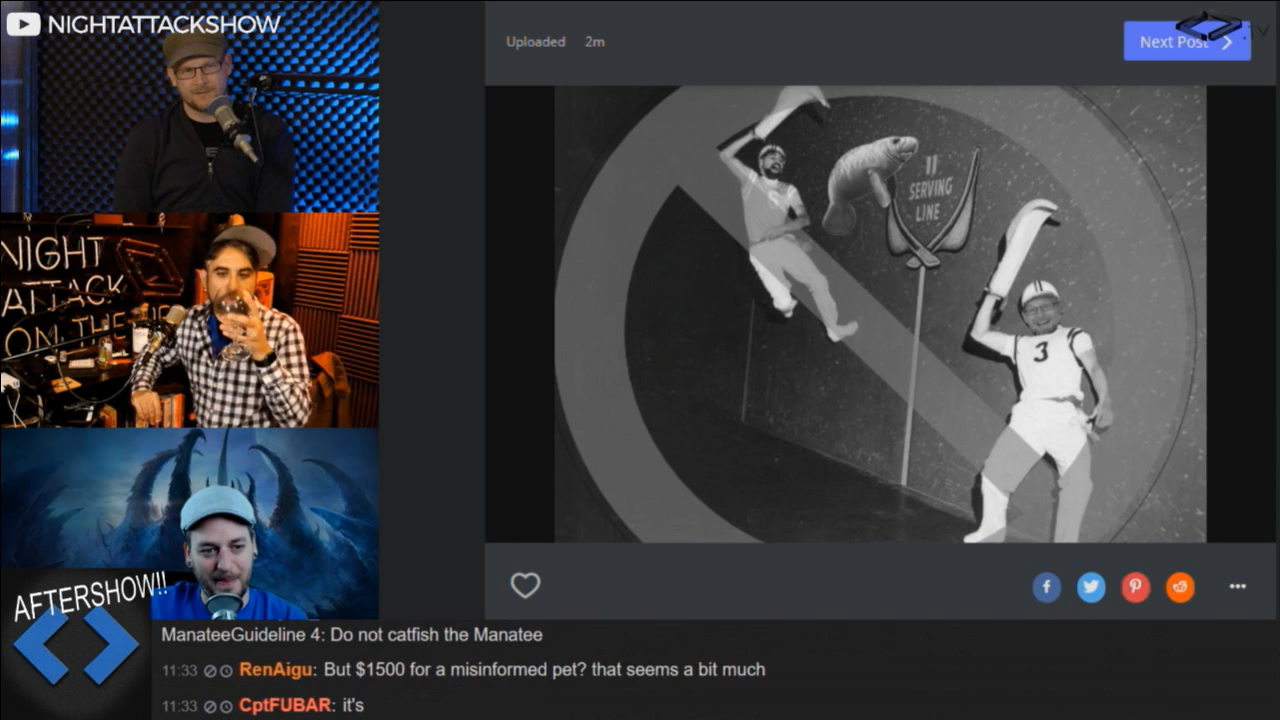 NIGHTATTACKSHOW
Uploaded 2m
Next Post
.tv
SERVING
LINE
3
NIGHT
ATTACK
ON THE
AFTERSHOW!!
ManateeGuideline 4: Do not catfish the Manatee
11:33 RenAigu: But $1500 for a misinformed pet? that seems a bit much
11:33 CptFUBAR: it's